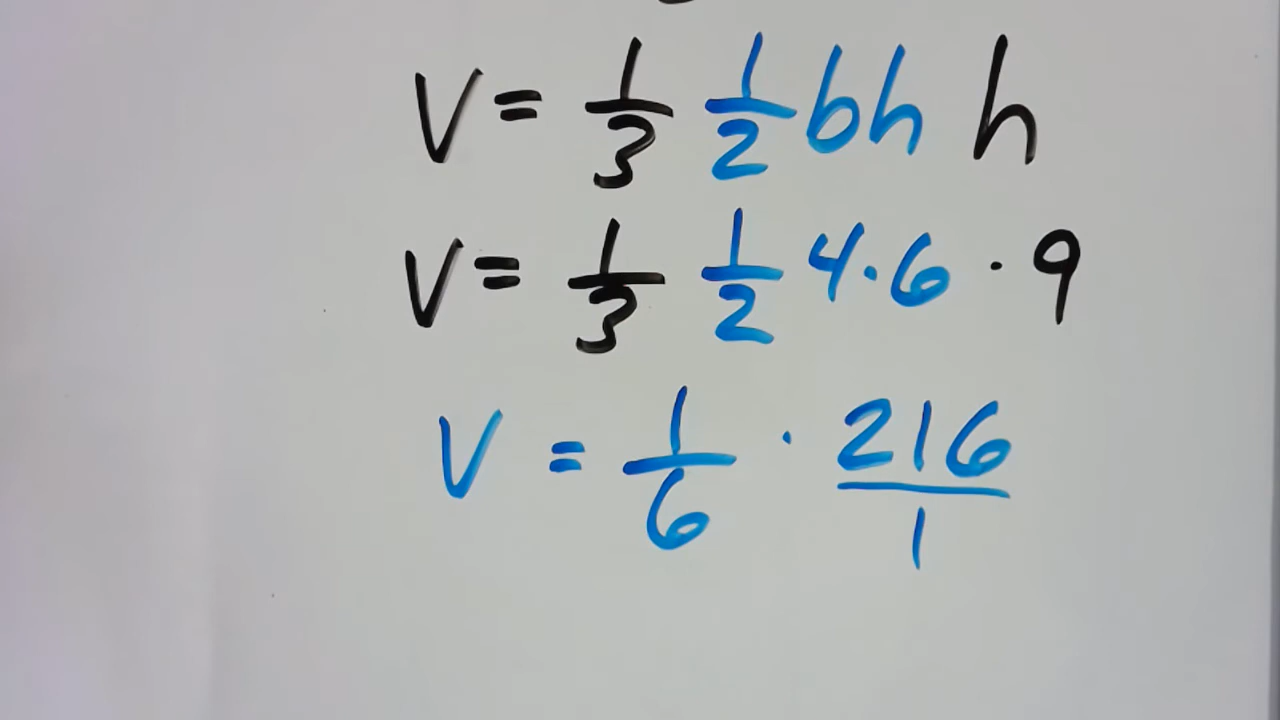 V = 1/3 1/2 bh h
V = 1/3 1/2 4·6 · 9
V = 1/6 · 216/1